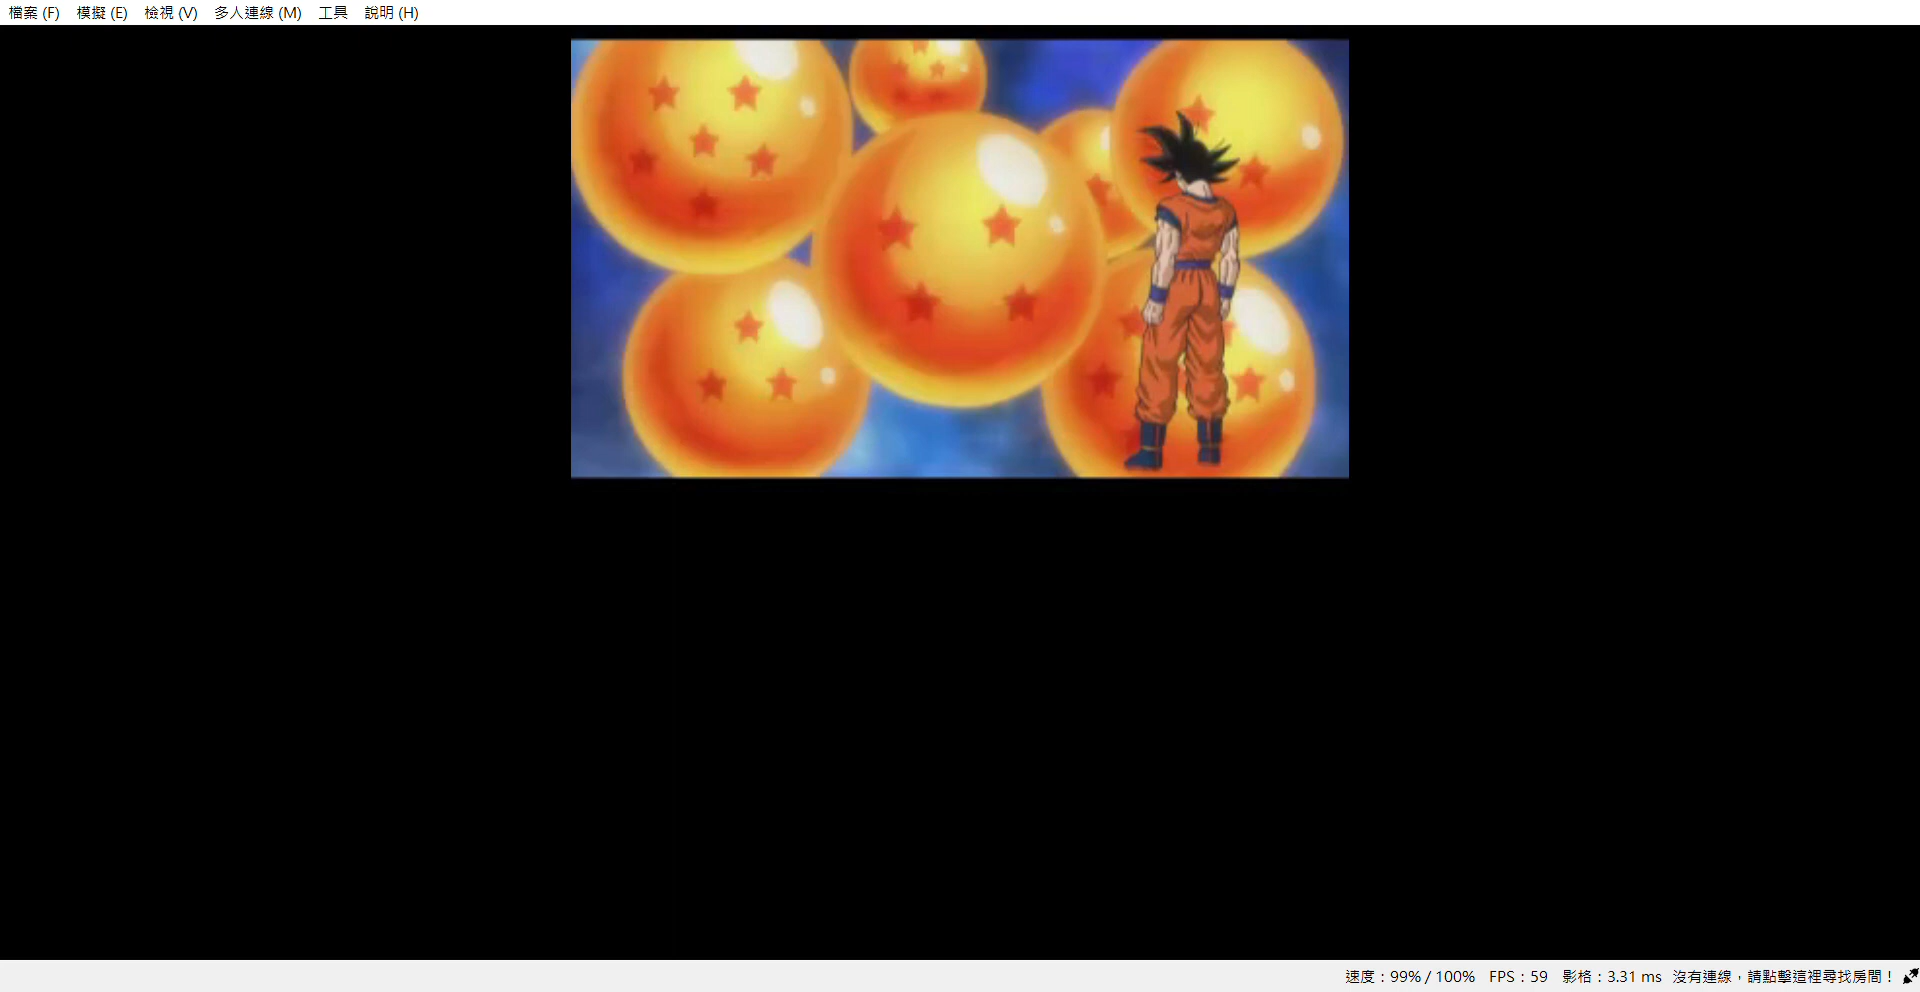 檔案 (F) 模擬 (E) 檢視 (V) 多人連線 (M) 工具 說明 (H)
速度：99% / 100% FPS：59 影格：3.31 ms 沒有連線，請點擊這裡尋找房間！